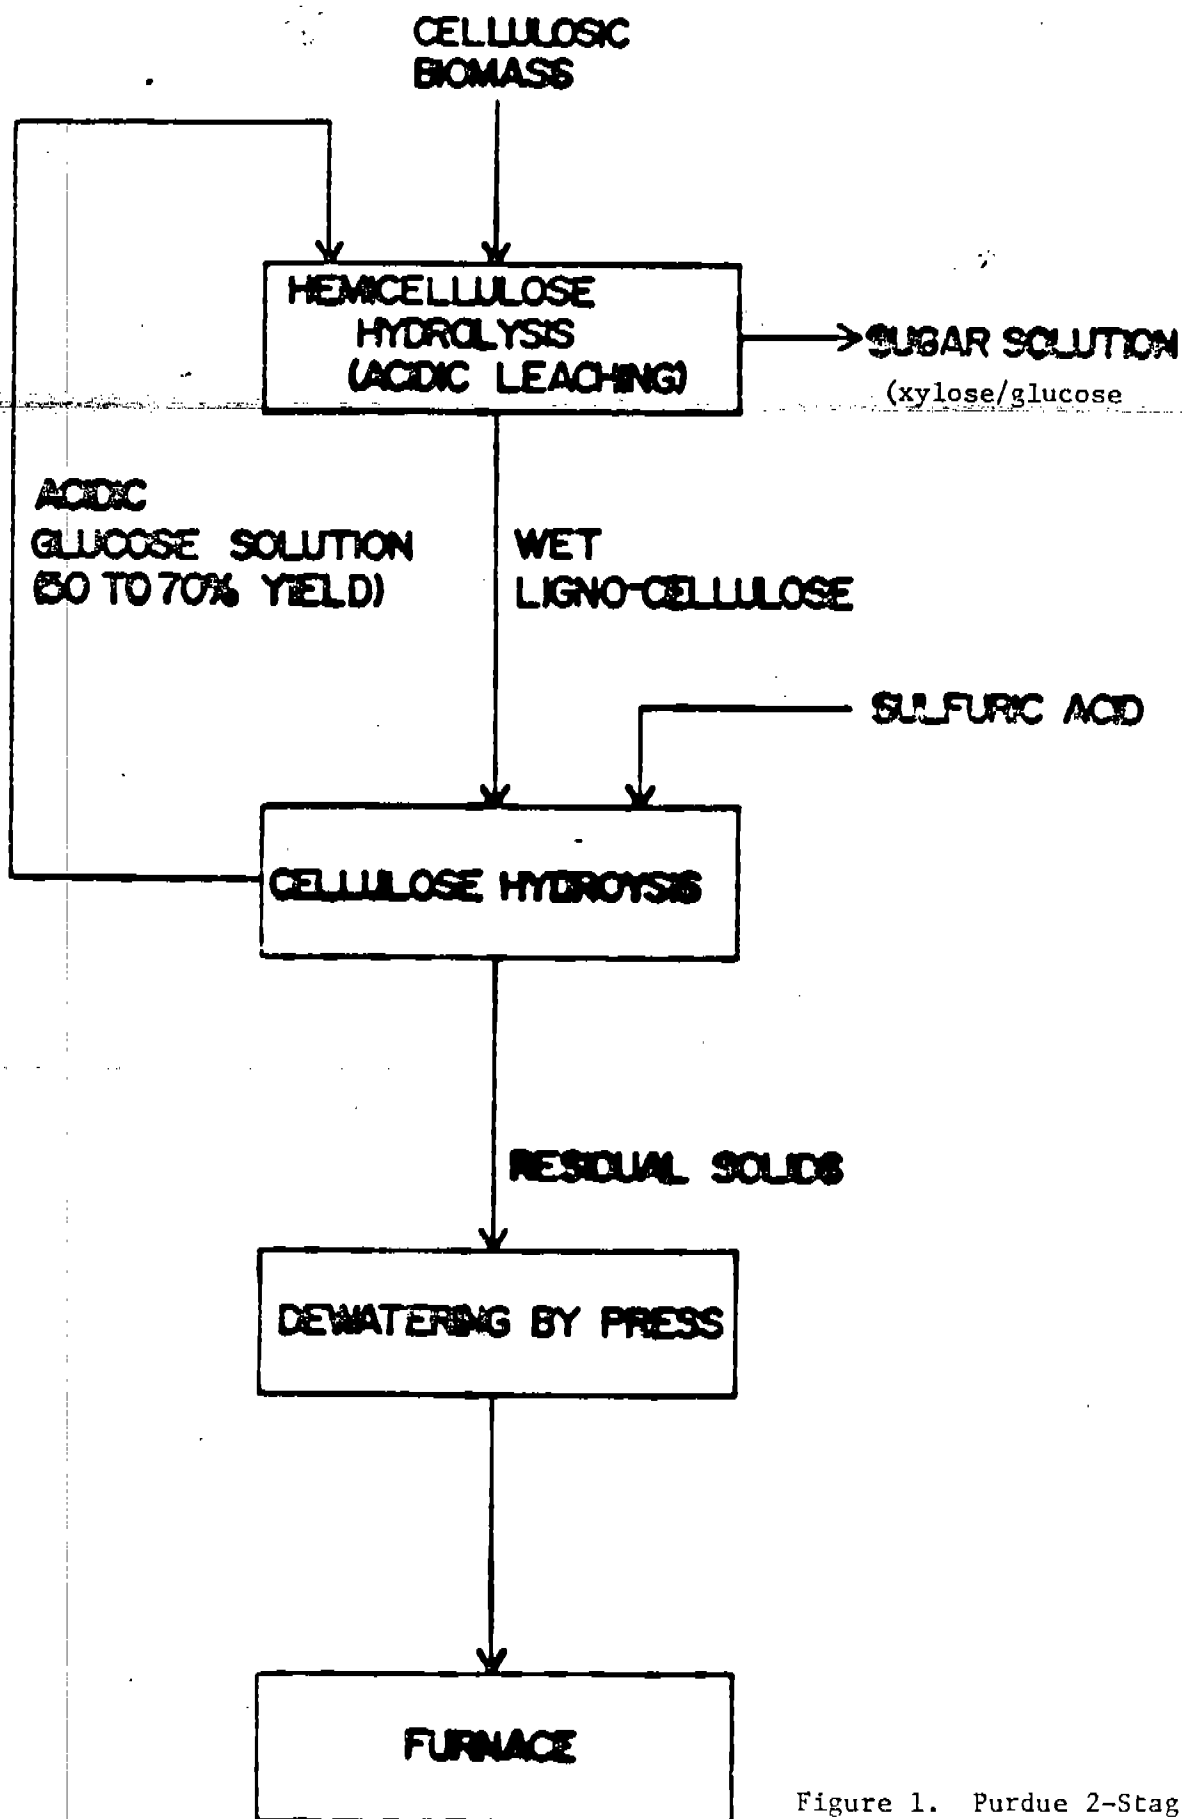 CELLULOSIC
BIOMASS
HEMICELLULOSE
HYDROLYSIS
(ACIDIC LEACHING)
SUGAR SOLUTION
(xylose/glucose
ACIDIC
GLUCOSE SOLUTION
(50 TO 70% YIELD)
WET
LIGNO-CELLULOSE
SULFURIC ACID
CELLULOSE HYDROYSIS
RESIDUAL SOLIDS
DEWATERING BY PRESS
FURNACE
Figure 1. Purdue 2-Stag